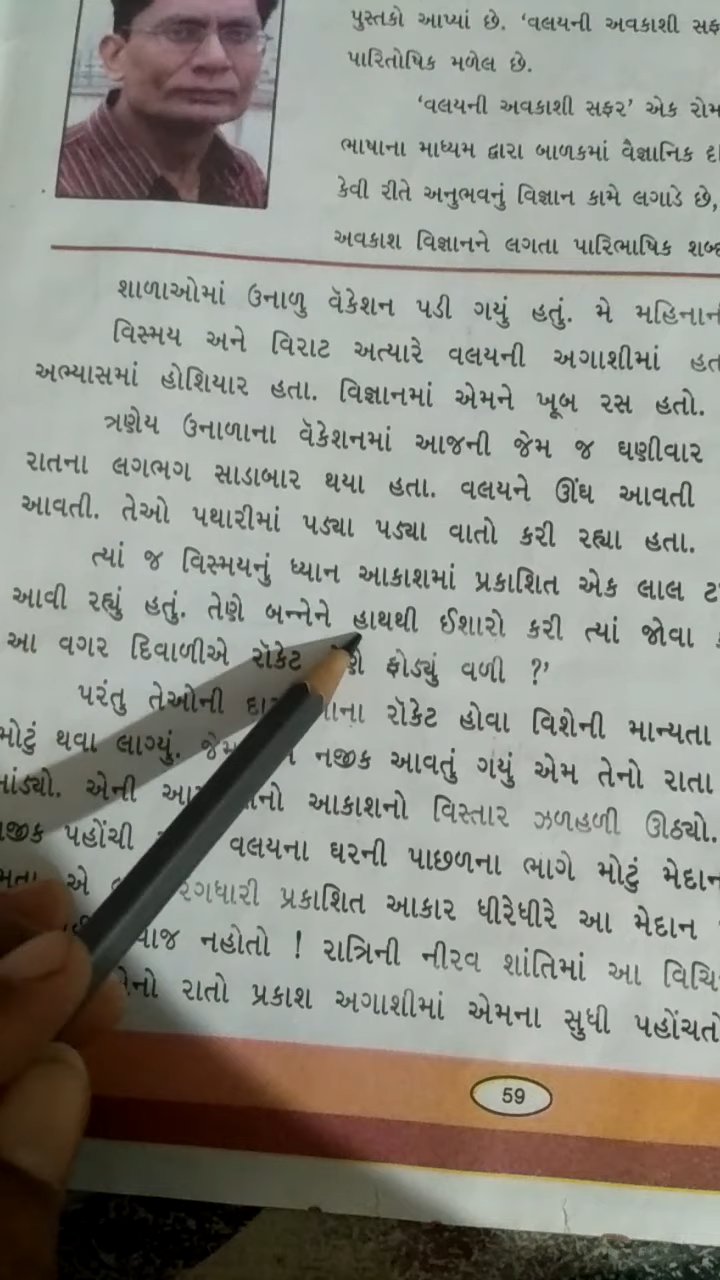 પુસ્તકો આપ્યાં છે. ‘વલયની અવકાશી સફ
પારિતોષિક મળેલ છે.
‘વલયની અવકાશી સફર’ એક રોમ
ભાષાના માધ્યમ દ્વારા બાળકમાં વૈજ્ઞાનિક
કેવી રીતે અનુભવનું વિજ્ઞાન કામે લગાડે છે,
અવકાશ વિજ્ઞાનને લગતા પારિભાષિક શબ્દ
શાળાઓમાં ઉનાળુ વૅકેશન પડી ગયું હતું. મે મહિનાની
વિસ્મય અને વિરાટ અત્યારે વલયની અગાશીમાં હત
અભ્યાસમાં હોશિયાર હતા. વિજ્ઞાનમાં એમને ખૂબ રસ હતો.
ત્રણેય ઉનાળાના વૅકેશનમાં આજની જેમ જ ઘણીવાર
રાતના લગભગ સાડાબાર થયા હતા. વલયને ઊંઘ આવતી
આવતી. તેઓ પથારીમાં પડ્યા પડ્યા વાતો કરી રહ્યા હતા.
ત્યાં જ વિસ્મયનું ધ્યાન આકાશમાં પ્રકાશિત એક લાલ
આવી રહ્યું હતું. તેણે બન્નેને હાથથી ઈશારો કરી ત્યાં જોવા
આ વગર દિવાળીએ રૉકેટ ફોડ્યું વળી ?’
પરંતુ તેઓની રૉકેટ હોવા વિશેની માન્યતા
મોટું થવા લાગ્યું. નજીક આવતું ગયું એમ તેનો રાતા
માંડ્યો. એની આકાશનો વિસ્તાર ઝળહળી ઊઠ્યો.
નજીક પહોંચી વલયના ઘરની પાછળના ભાગે મોટું મેદાન
એ પ્રકાશિત આકાર ધીરેધીરે આ મેદાન
નહોતો ! રાત્રિની નીરવ શાંતિમાં આ વિચિ
રાતો પ્રકાશ અગાશીમાં એમના સુધી પહોંચતો
59